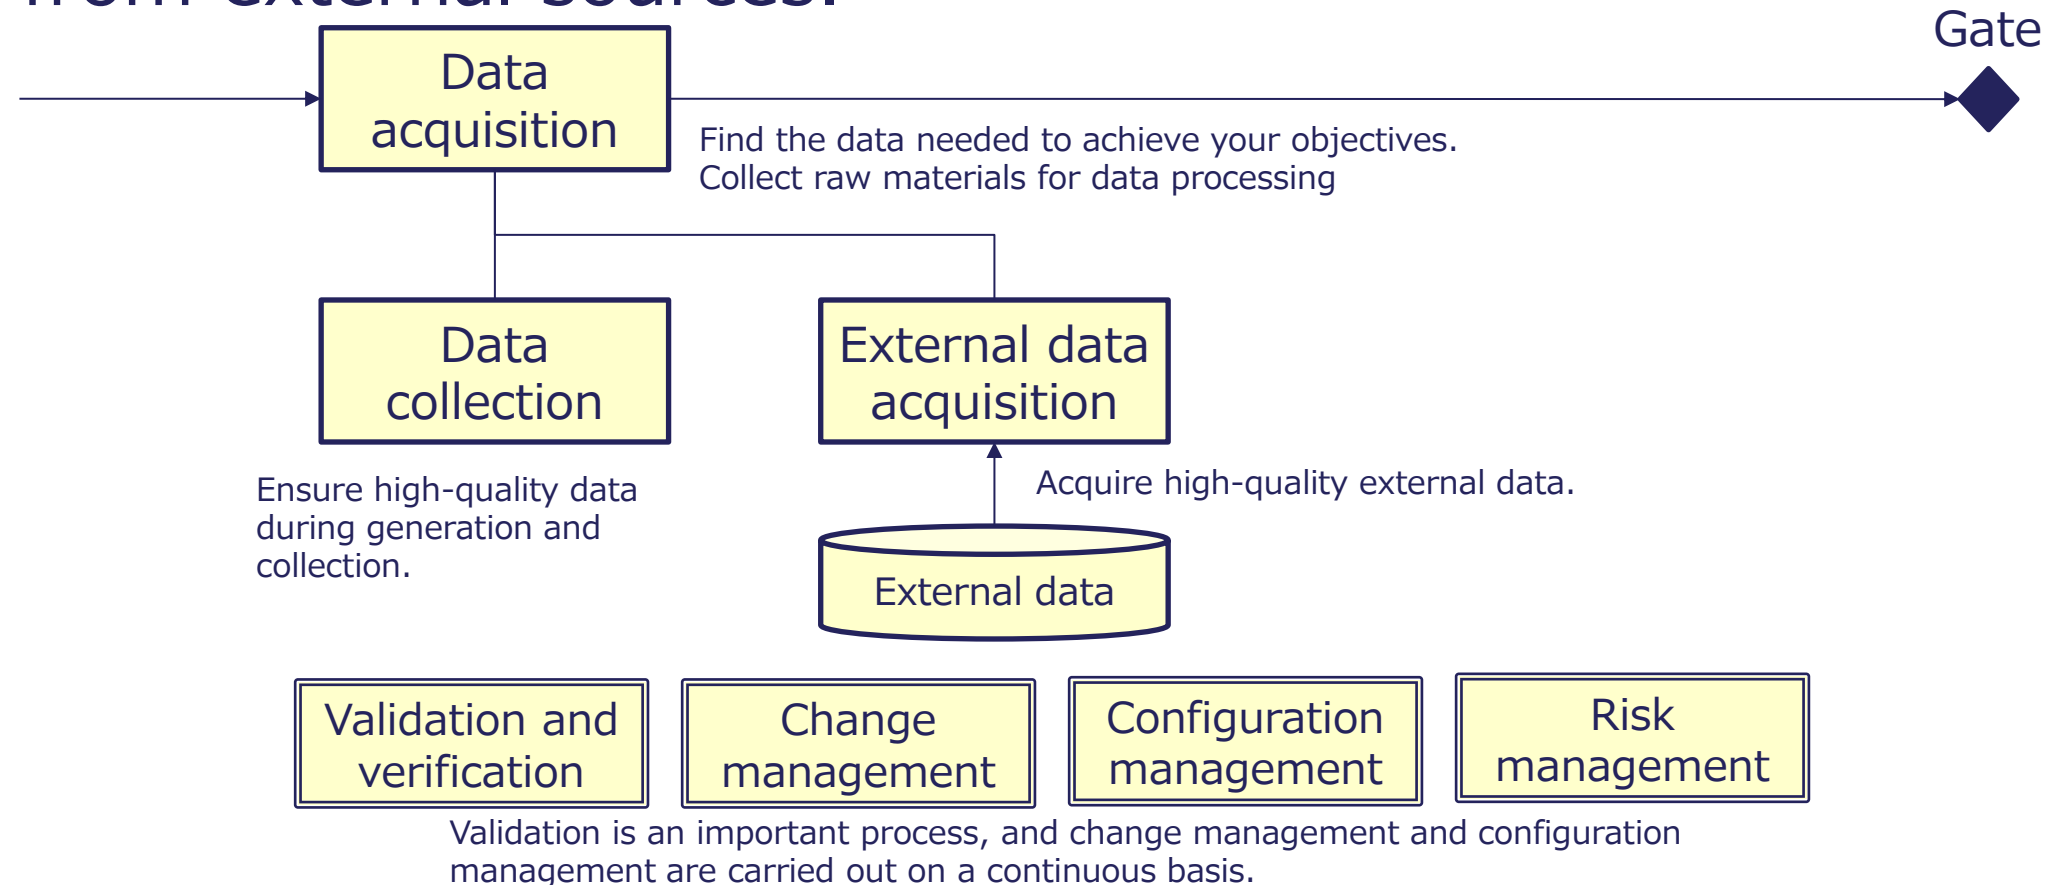 from external sources.
Gate
Data
acquisition
Find the data needed to achieve your objectives.
Collect raw materials for data processing
Data
collection
External data
acquisition
Ensure high-quality data
during generation and
collection.
Acquire high-quality external data.
External data
Validation and
verification
Change
management
Configuration
management
Risk
management
Validation is an important process, and change management and configuration
management are carried out on a continuous basis.